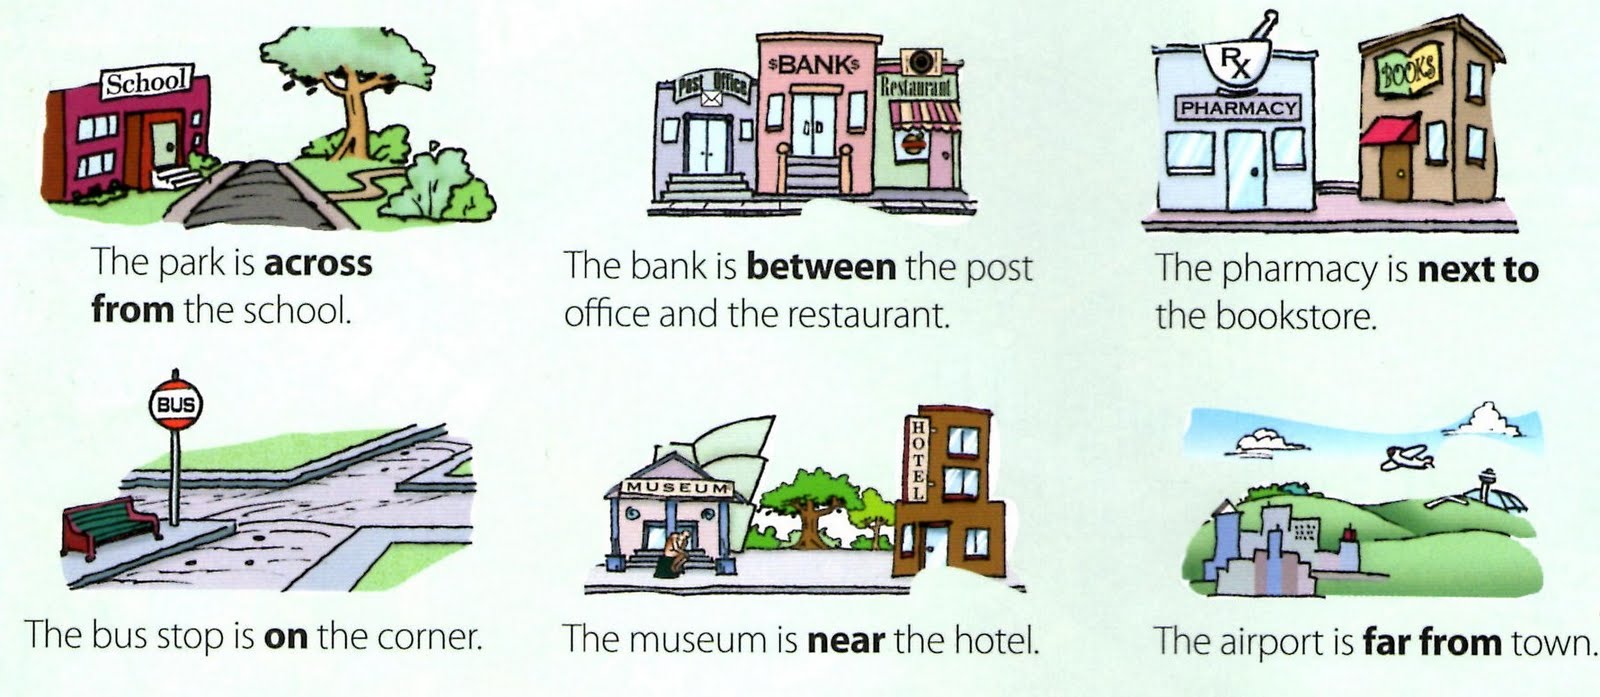 School
The park is across
from the school.
Post Office
$BANK$
Restaurant
The bank is between the post
office and the restaurant.
RX
PHARMACY
BOOKS
The pharmacy is next to
the bookstore.
BUS
The bus stop is on the corner.
MUSEUM
HOTEL
The museum is near the hotel.
The airport is far from town.